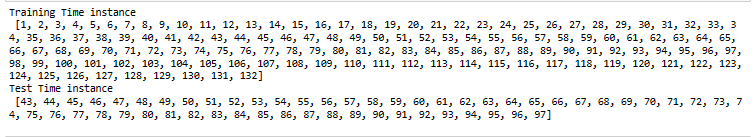 Training Time instance
[1, 2, 3, 4, 5, 6, 7, 8, 9, 10, 11, 12, 13, 14, 15, 16, 17, 18, 19, 20, 21, 22, 23, 24, 25, 26, 27, 28, 29, 30, 31, 32, 33, 3
4, 35, 36, 37, 38, 39, 40, 41, 42, 43, 44, 45, 46, 47, 48, 49, 50, 51, 52, 53, 54, 55, 56, 57, 58, 59, 60, 61, 62, 63, 64, 65,
66, 67, 68, 69, 70, 71, 72, 73, 74, 75, 76, 77, 78, 79, 80, 81, 82, 83, 84, 85, 86, 87, 88, 89, 90, 91, 92, 93, 94, 95, 96, 97,
98, 99, 100, 101, 102, 103, 104, 105, 106, 107, 108, 109, 110, 111, 112, 113, 114, 115, 116, 117, 118, 119, 120, 121, 122, 123,
124, 125, 126, 127, 128, 129, 130, 131, 132]
Test Time instance
[43, 44, 45, 46, 47, 48, 49, 50, 51, 52, 53, 54, 55, 56, 57, 58, 59, 60, 61, 62, 63, 64, 65, 66, 67, 68, 69, 70, 71, 72, 73, 7
4, 75, 76, 77, 78, 79, 80, 81, 82, 83, 84, 85, 86, 87, 88, 89, 90, 91, 92, 93, 94, 95, 96, 97]